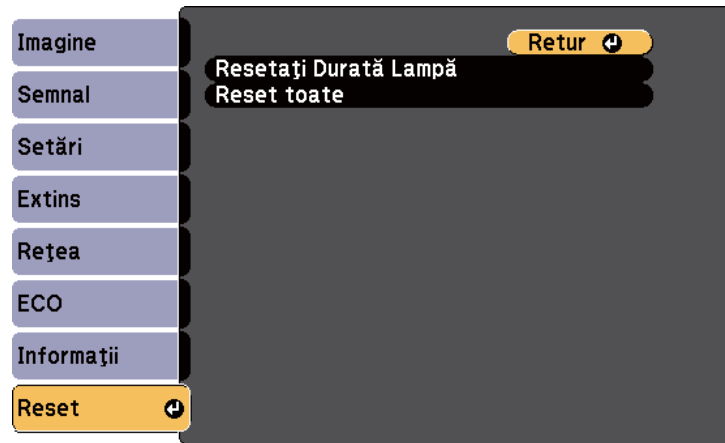 Imagine
Semnal
Setări
Extins
Reţea
ECO
Informaţii
Reset
Retur
Resetaţi Durată Lampă
Reset toate